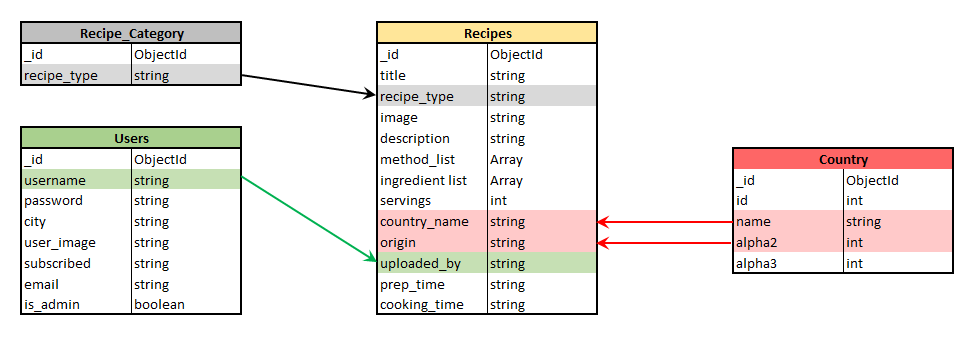 Recipe_Category
_id ObjectId
recipe_type string
Users
_id ObjectId
username string
password string
city string
user_image string
subscribed string
email string
is_admin boolean
Recipes
_id ObjectId
title string
recipe_type string
image string
description string
method_list Array
ingredient list Array
servings int
country_name string
origin string
uploaded_by string
prep_time string
cooking_time string
Country
_id ObjectId
id int
name string
alpha2 int
alpha3 int